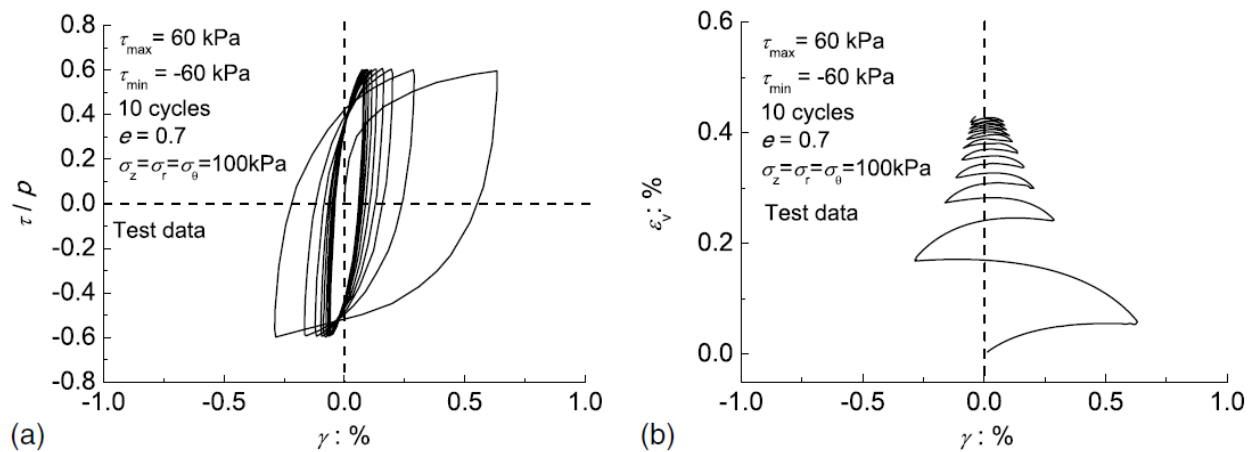 0.8
0.6
0.4
0.2
0.0
-0.2
-0.4
-0.6
-0.8
τ / p
τmax = 60 kPa
τmin = -60 kPa
10 cycles
e = 0.7
σz=σr=σθ=100kPa
Test data
-1.0 -0.5 0.0 0.5 1.0
γ : %
(a)
0.6
0.4
0.2
0.0
εv: %
τmax= 60 kPa
τmin = -60 kPa
10 cycles
e = 0.7
σz=σr=σθ=100kPa
Test data
-1.0 -0.5 0.0 0.5 1.0
γ : %
(b)